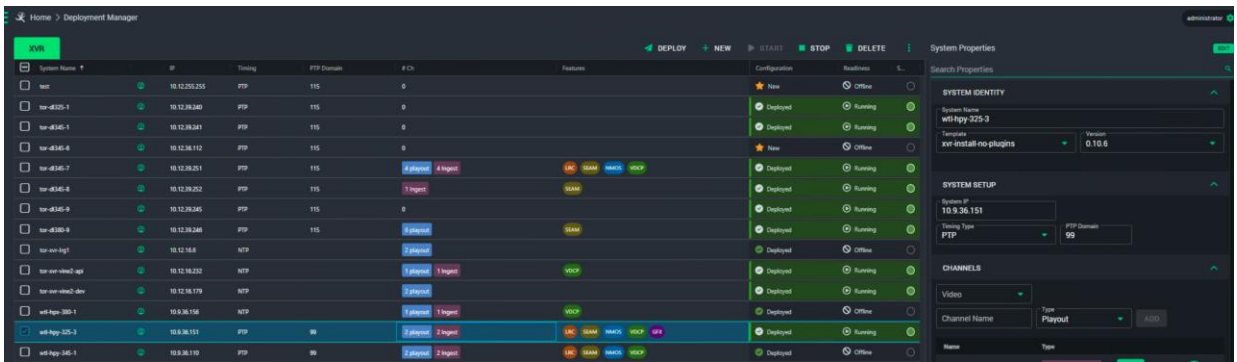 Home > Deployment Manager
administrator
XVR
DEPLOY + NEW START STOP DELETE
System Name ↑ IP Timing PTP Domain # Ch Features Configuration Readiness S...
test 10.12.255.255 PTP 115 0 New Offline
tor-dl325-1 10.12.39.240 PTP 115 0 Deployed Running
tor-dl345-1 10.12.39.241 PTP 115 0 Deployed Running
tor-dl345-6 10.12.36.112 PTP 115 0 New Offline
tor-dl345-7 10.12.39.251 PTP 115 4 playout 4 Ingest LRC SEAM NMOS VDCP Deployed Running
tor-dl345-8 10.12.39.252 PTP 115 1 Ingest SEAM Deployed Running
tor-dl345-9 10.12.39.245 PTP 115 0 Deployed Running
tor-dl380-9 10.12.39.246 PTP 115 8 playout SEAM Deployed Running
tor-xvr-lrg1 10.12.16.6 NTP 2 playout Deployed Offline
10.12.16.232 NTP 1 playout 1 Ingest VDCP Deployed Running
10.12.16.179 NTP 2 playout Deployed Running
wtl-hpx-380-1 10.9.36.158 NTP 1 playout 1 Ingest VDCP Deployed Offline
wtl-hpy-325-3 10.9.36.151 PTP 99 2 playout 2 Ingest LRC SEAM NMOS VDCP GFX Deployed Running
wtl-hpy-345-1 10.9.36.110 PTP 99 2 playout 2 Ingest LRC SEAM NMOS VDCP Deployed Offline
System Properties EDIT
Search Properties
SYSTEM IDENTITY
System Name
wtl-hpy-325-3
Template Version
xvr-install-no-plugins 0.10.6
SYSTEM SETUP
System IP
10.9.36.151
Timing Type PTP Domain
PTP 99
CHANNELS
Video
Channel Name Type Playout ADD
Name Type